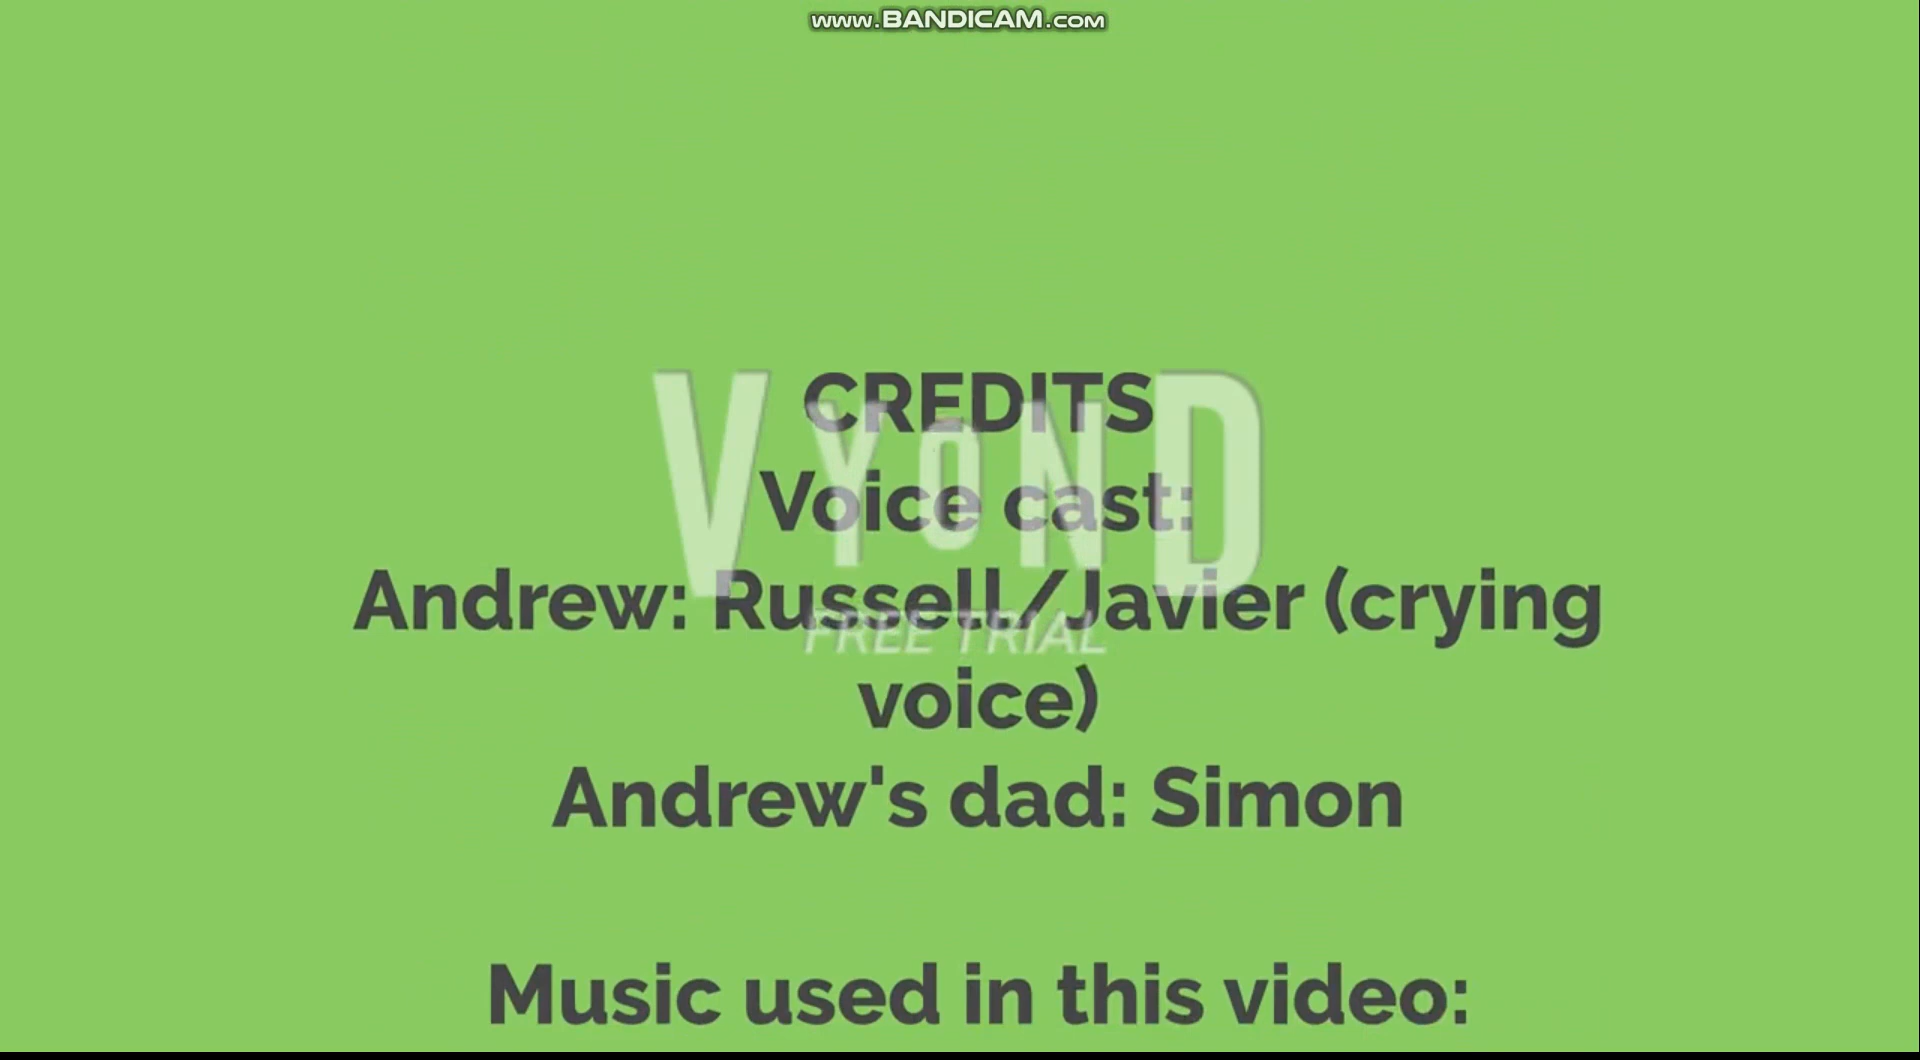 www.BANDICAM.com
CREDITS
VYOND
Voice cast:
Andrew: Russell/Javier (crying
FREE TRIAL
voice)
Andrew's dad: Simon
Music used in this video: